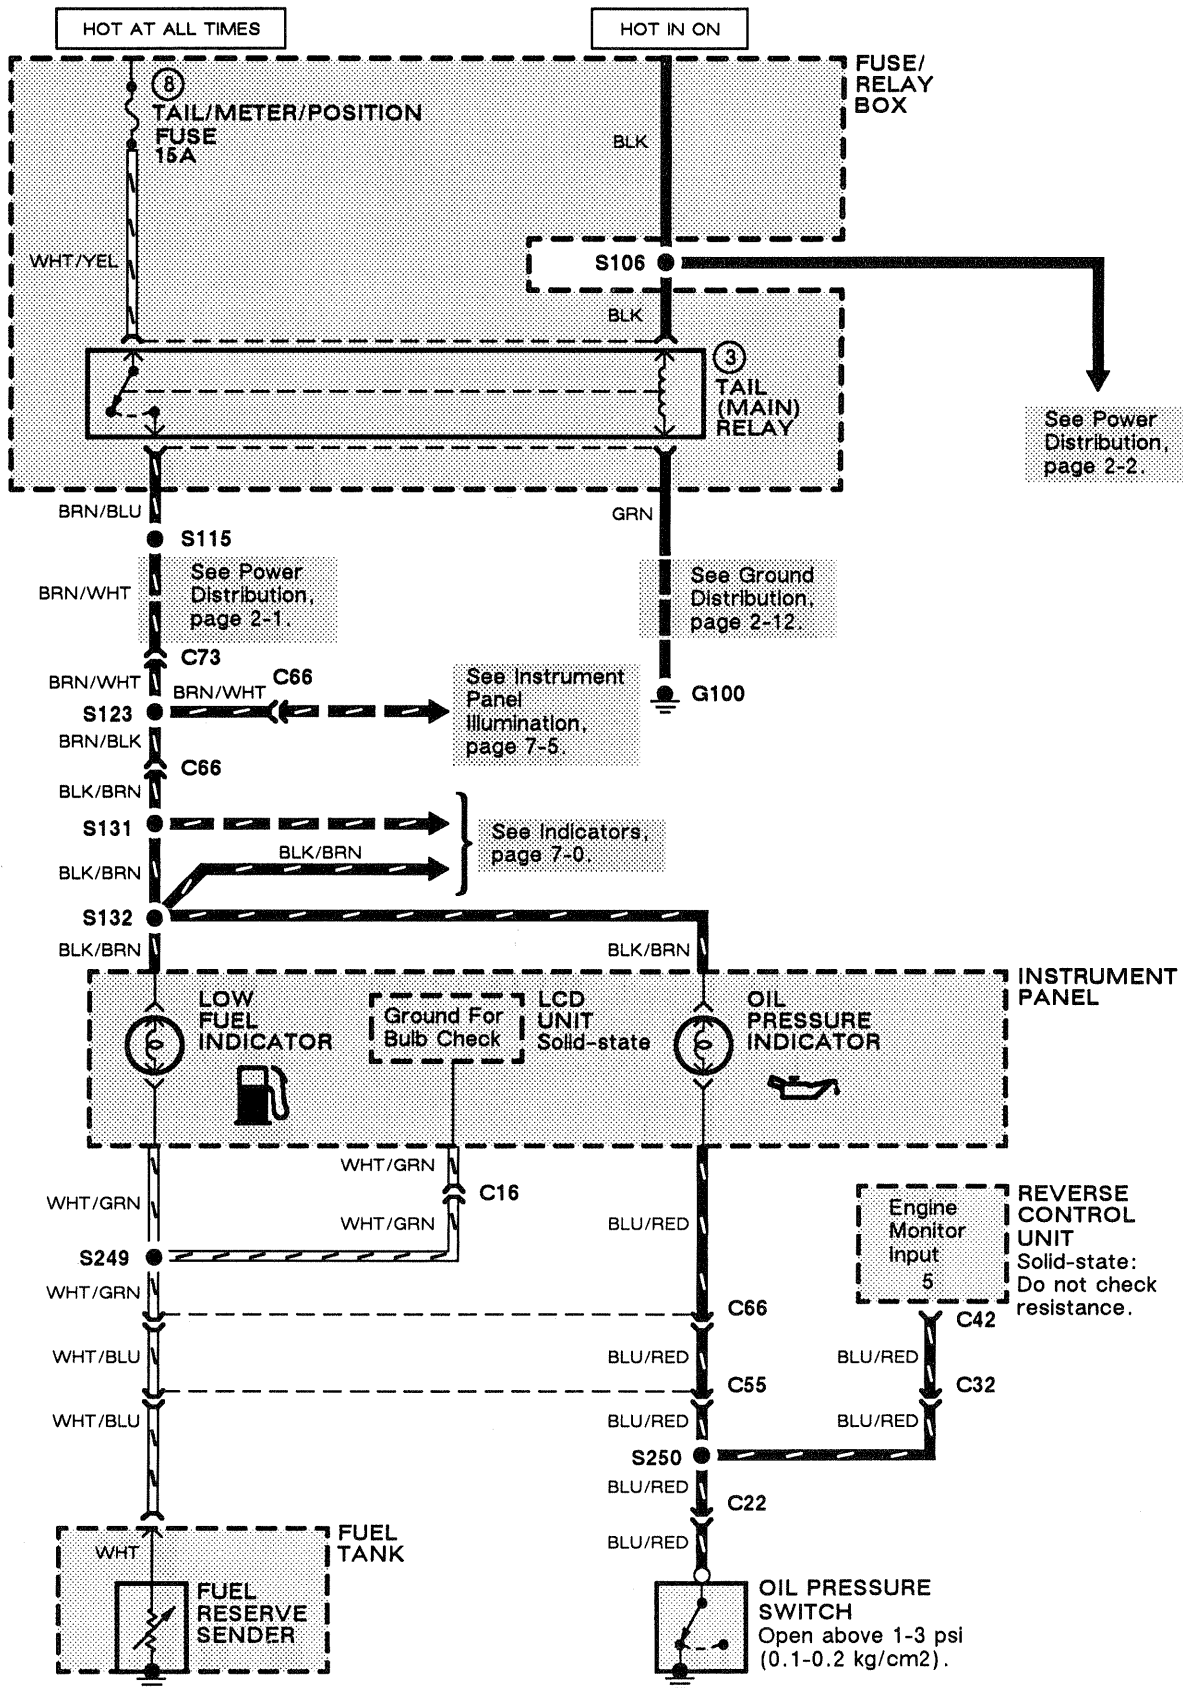 HOT AT ALL TIMES
HOT IN ON
FUSE/
RELAY
BOX
8
TAIL/METER/POSITION
FUSE
15A
BLK
WHT/YEL
S106
BLK
3
TAIL
(MAIN)
RELAY
See Power
Distribution,
page 2-2.
BRN/BLU
GRN
S115
See Power
Distribution,
page 2-1.
BRN/WHT
See Ground
Distribution,
page 2-12.
C73
BRN/WHT
BRN/WHT
C66
See Instrument
Panel
Illumination,
page 7-5.
G100
S123
BRN/BLK
C66
BLK/BRN
S131
See Indicators,
page 7-0.
BLK/BRN
BLK/BRN
S132
BLK/BRN
BLK/BRN
INSTRUMENT
PANEL
LOW
FUEL
INDICATOR
Ground For
Bulb Check
LCD
UNIT
Solid-state
OIL
PRESSURE
INDICATOR
WHT/GRN
C16
WHT/GRN
WHT/GRN
BLU/RED
S249
WHT/GRN
Engine
Monitor
Input
5
REVERSE
CONTROL
UNIT
Solid-state:
Do not check
resistance.
C66
C42
WHT/BLU
BLU/RED
BLU/RED
C55
C32
WHT/BLU
BLU/RED
BLU/RED
S250
BLU/RED
C22
BLU/RED
FUEL
TANK
WHT
FUEL
RESERVE
SENDER
OIL PRESSURE
SWITCH
Open above 1-3 psi
(0.1-0.2 kg/cm2).